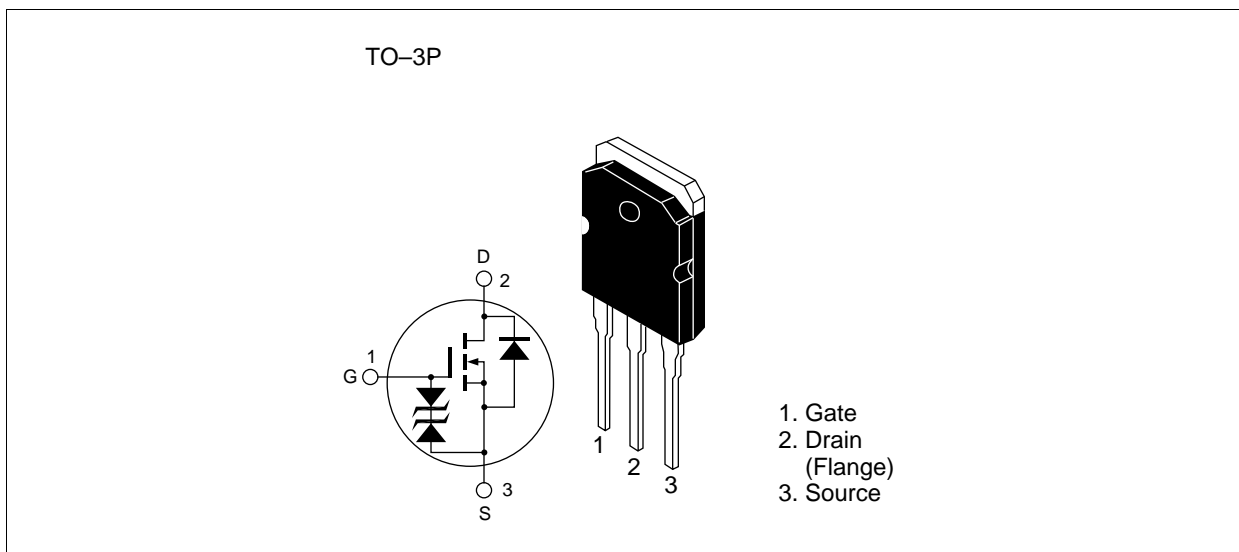 TO–3P
D
2
1
G
3
S
1
2
3
1. Gate
2. Drain
(Flange)
3. Source